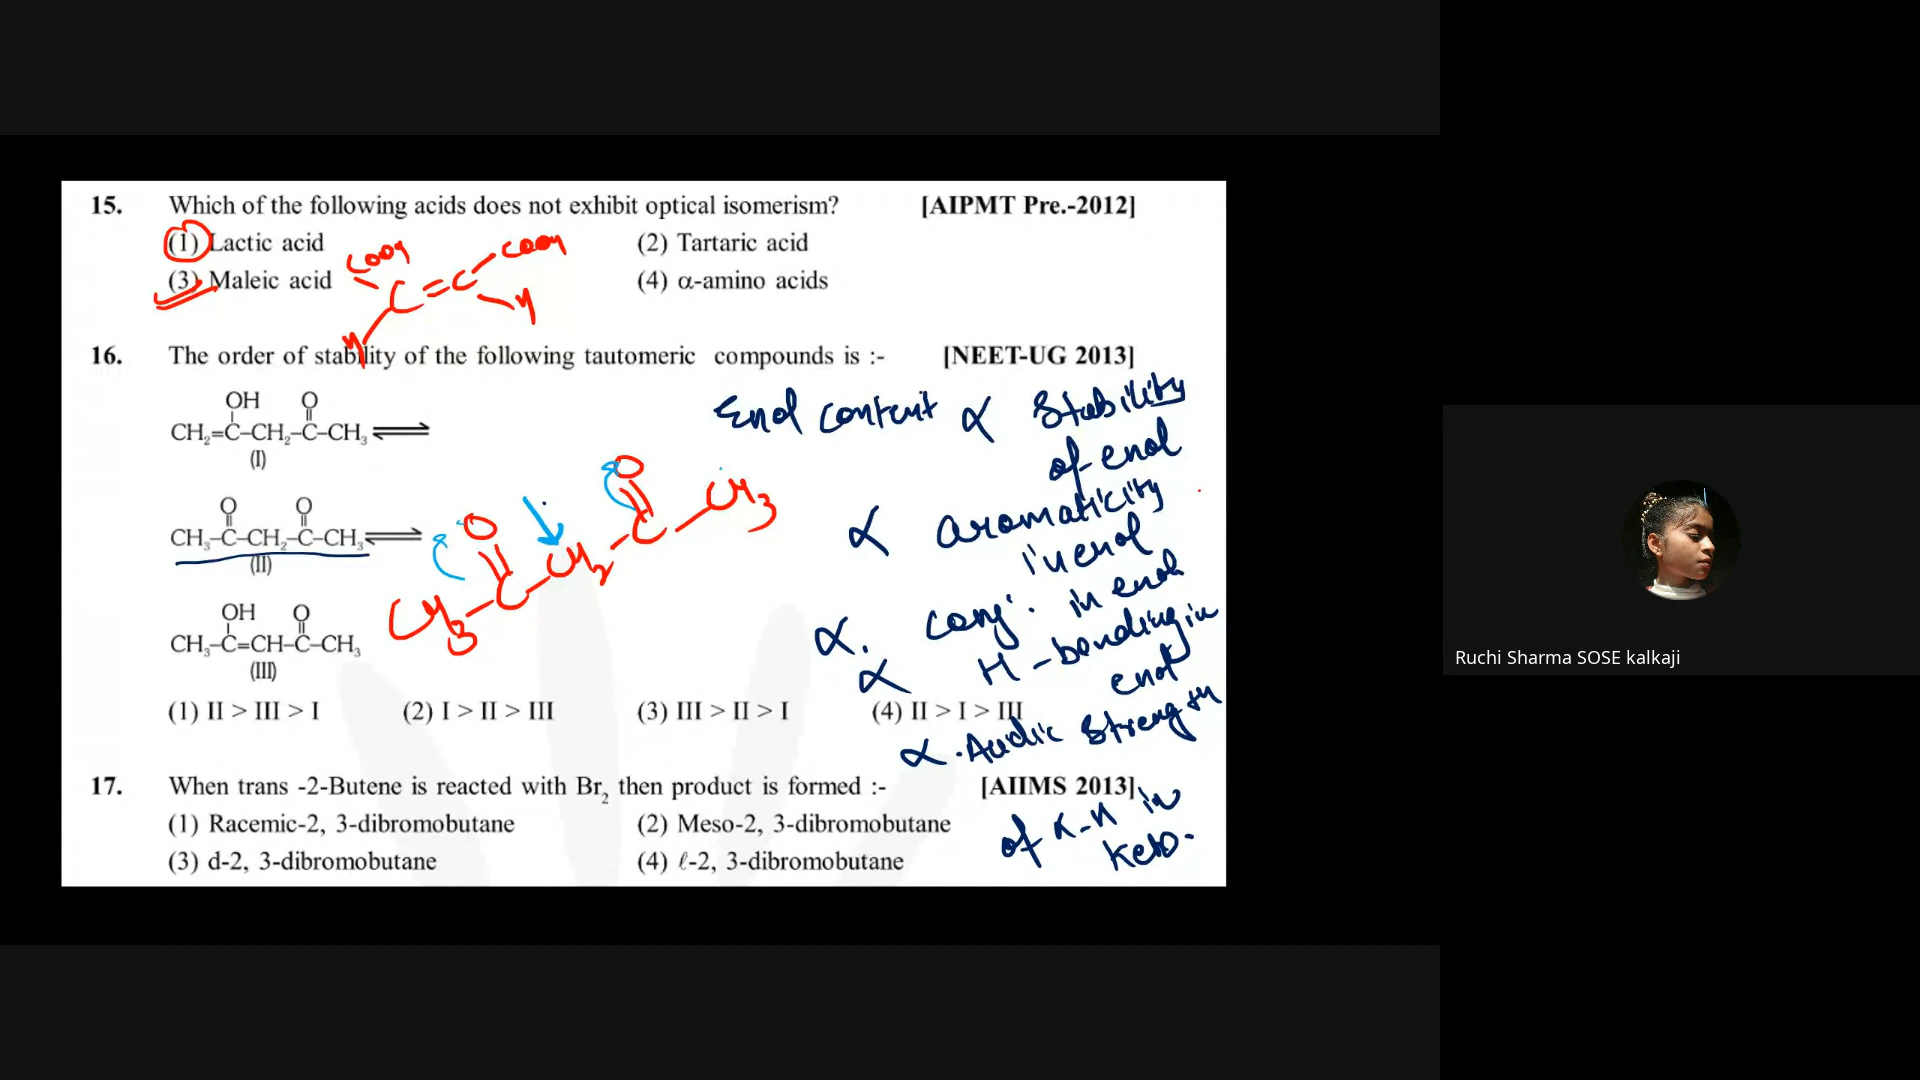 15. Which of the following acids does not exhibit optical isomerism? [AIPMT Pre.-2012]
(1) Lactic acid (2) Tartaric acid
(3) Maleic acid (4) α-amino acids
COOH COOH
C=C
H H
16. The order of stability of the following tautomeric compounds is :- [NEET-UG 2013]
OH O
CH₂=C–CH₂–C–CH₃ ⇌
(I)
O O
CH₃–C–CH₂–C–CH₃ ⇌
(II)
OH O
CH₃–C=CH–C–CH₃
(III)
O O
CH₃–C–CH₂–C–CH₃
Enol content ∝ Stability
of enol
∝ aromaticity
in enol
∝ conj. in enol
∝ H-bonding in
enol
∝ Acidic Strength
of α-H in
keto.
(1) II > III > I (2) I > II > III (3) III > II > I (4) II > I > III
17. When trans -2-Butene is reacted with Br₂ then product is formed :- [AIIMS 2013]
(1) Racemic-2, 3-dibromobutane (2) Meso-2, 3-dibromobutane
(3) d-2, 3-dibromobutane (4) ℓ-2, 3-dibromobutane
Ruchi Sharma SOSE kalkaji